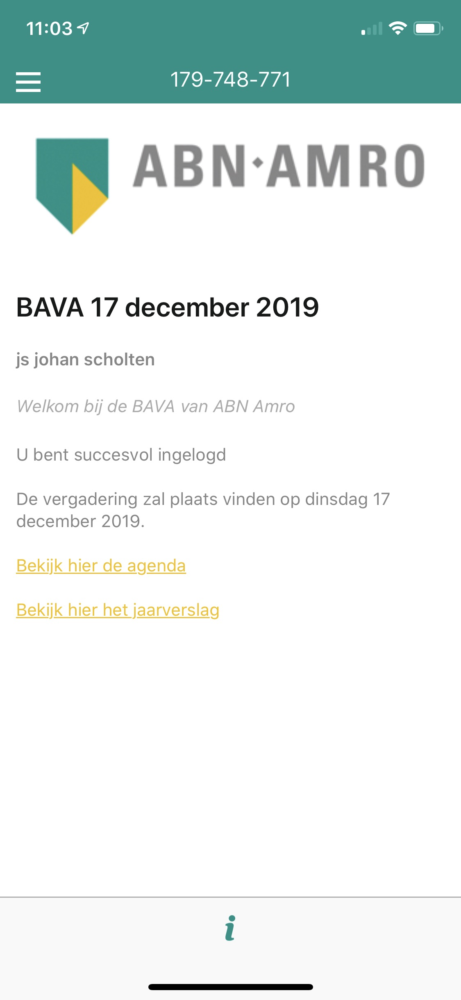 11:03
179-748-771
ABN·AMRO
BAVA 17 december 2019
js johan scholten
Welkom bij de BAVA van ABN Amro
U bent succesvol ingelogd
De vergadering zal plaats vinden op dinsdag 17
december 2019.
Bekijk hier de agenda
Bekijk hier het jaarverslag